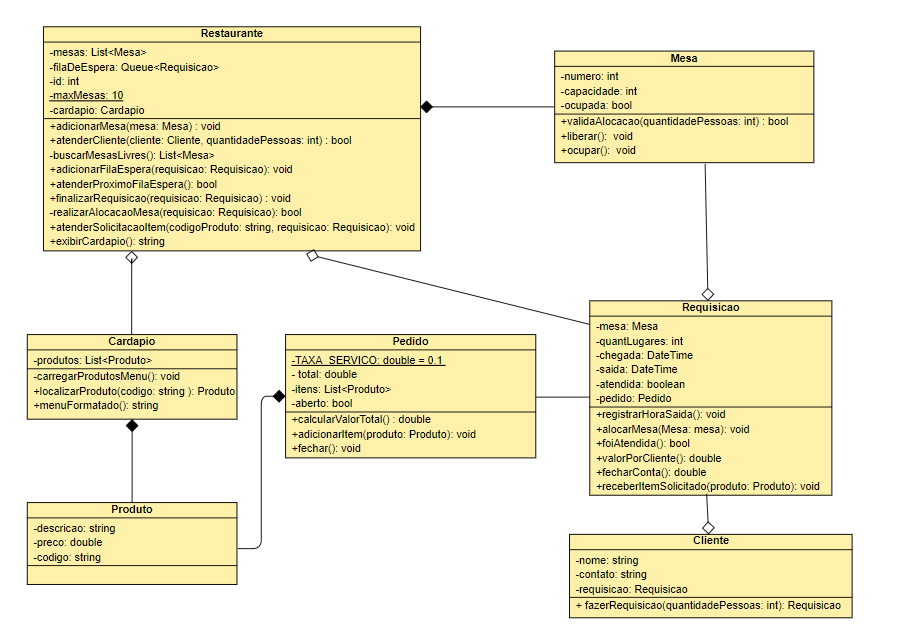 Restaurante
-mesas: List<Mesa>
-filaDeEspera: Queue<Requisicao>
-id: int
-maxMesas: 10
-cardapio: Cardapio
+adicionarMesa(mesa: Mesa) : void
+atenderCliente(cliente: Cliente, quantidadePessoas: int) : bool
-buscarMesasLivres(): List<Mesa>
+adicionarFilaEspera(requisicao: Requisicao): void
+atenderProximoFilaEspera(): bool
+finalizarRequisicao(requisicao: Requisicao) : void
-realizarAlocacaoMesa(requisicao: Requisicao): bool
+atenderSolicitacaoItem(codigoProduto: string, requisicao: Requisicao): void
+exibirCardapio(): string
Mesa
-numero: int
-capacidade: int
-ocupada: bool
+validaAlocacao(quantidadePessoas: int) : bool
+liberar(): void
+ocupar(): void
Cardapio
-produtos: List<Produto>
-carregarProdutosMenu(): void
+localizarProduto(codigo: string ): Produto
+menuFormatado(): string
Pedido
-TAXA_SERVICO: double = 0.1
- total: double
-itens: List<Produto>
-aberto: bool
+calcularValorTotal() : double
+adicionarItem(produto: Produto): void
+fechar(): void
Requisicao
-mesa: Mesa
-quantLugares: int
-chegada: DateTime
-saida: DateTime
-atendida: boolean
-pedido: Pedido
+registrarHoraSaida(): void
+alocarMesa(Mesa: mesa): void
+foiAtendida(): bool
+valorPorCliente(): double
+fecharConta(): double
+receberItemSolicitado(produto: Produto): void
Produto
-descricao: string
-preco: double
-codigo: string
Cliente
-nome: string
-contato: string
-requisicao: Requisicao
+ fazerRequisicao(quantidadePessoas: int): Requisicao